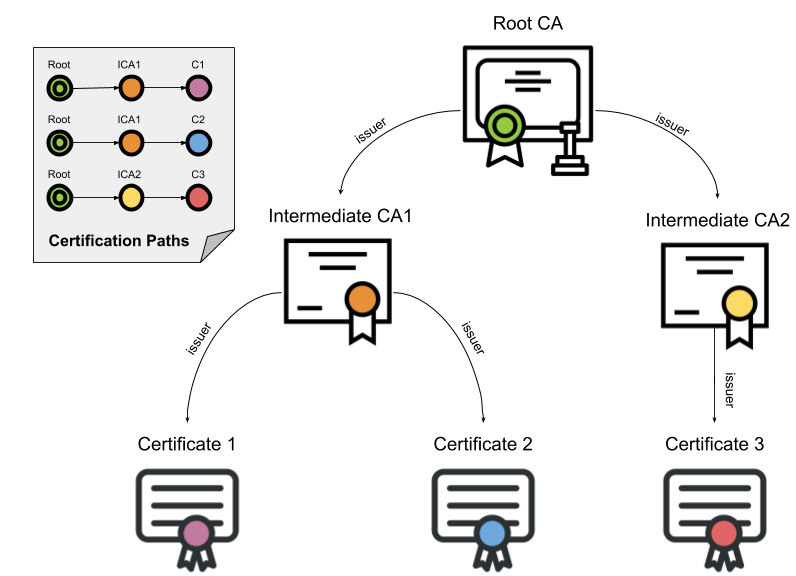 Root CA
Root ICA1 C1
Root ICA1 C2
Root ICA2 C3
Certification Paths
issuer
issuer
Intermediate CA1
Intermediate CA2
issuer
issuer
issuer
Certificate 1
Certificate 2
Certificate 3